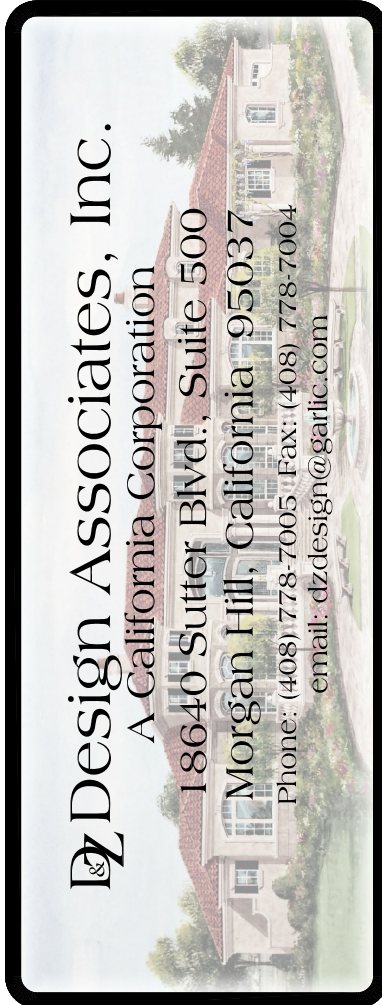 D&Z Design Associates, Inc.
A California Corporation
18640 Sutter Blvd., Suite 500
Morgan Hill, California 95037
Phone: (408) 778-7005 Fax: (408) 778-7004
email: dzdesign@garlic.com